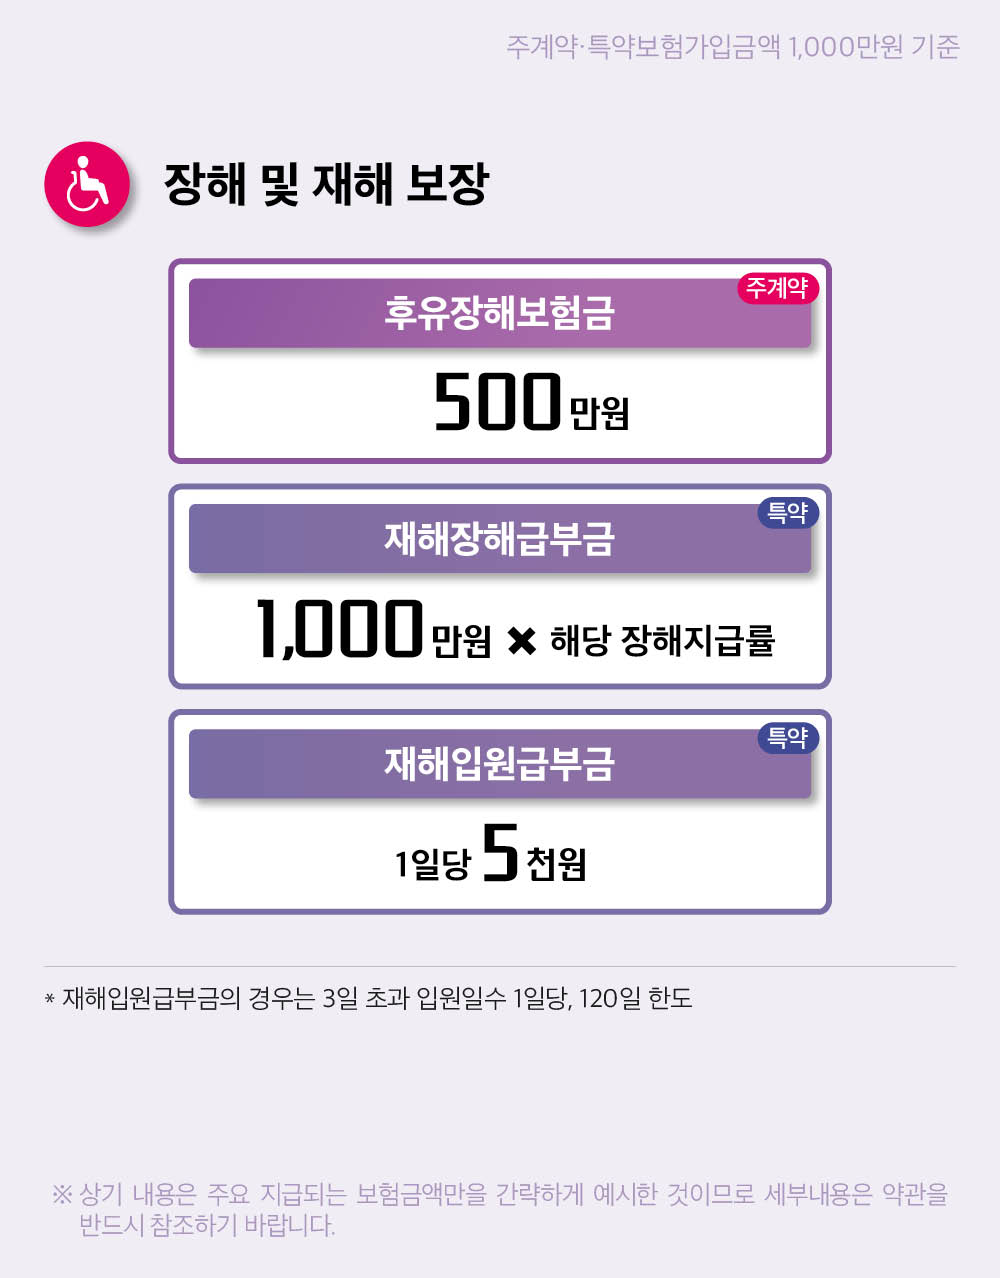 주계약·특약보험가입금액 1,000만원 기준
장해 및 재해 보장
주계약
후유장해보험금
500 만원
특약
재해장해급부금
1,000 만원 ✖ 해당 장해지급률
특약
재해입원급부금
1일당 5 천원
* 재해입원급부금의 경우는 3일 초과 입원일수 1일당, 120일 한도
※ 상기 내용은 주요 지급되는 보험금액만을 간략하게 예시한 것이므로 세부내용은 약관을
반드시 참조하기 바랍니다.